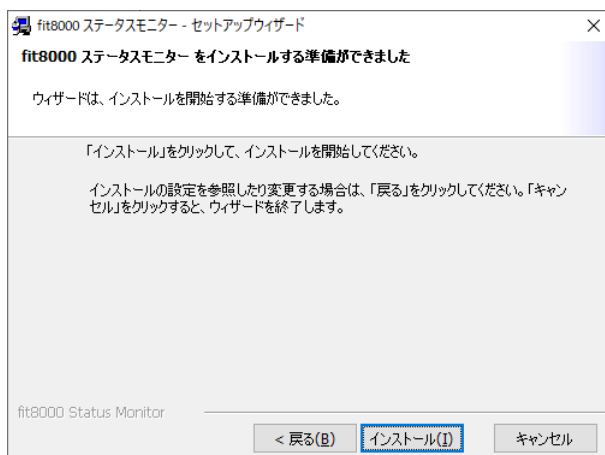 fit8000 ステータスモニター - セットアップウィザード
fit8000 ステータスモニター をインストールする準備ができました
ウィザードは、インストールを開始する準備ができました。
「インストール」をクリックして、インストールを開始してください。
インストールの設定を参照したり変更する場合は、「戻る」をクリックしてください。「キャン
セル」をクリックすると、ウィザードを終了します。
fit8000 Status Monitor
< 戻る(B)
インストール(I)
キャンセル